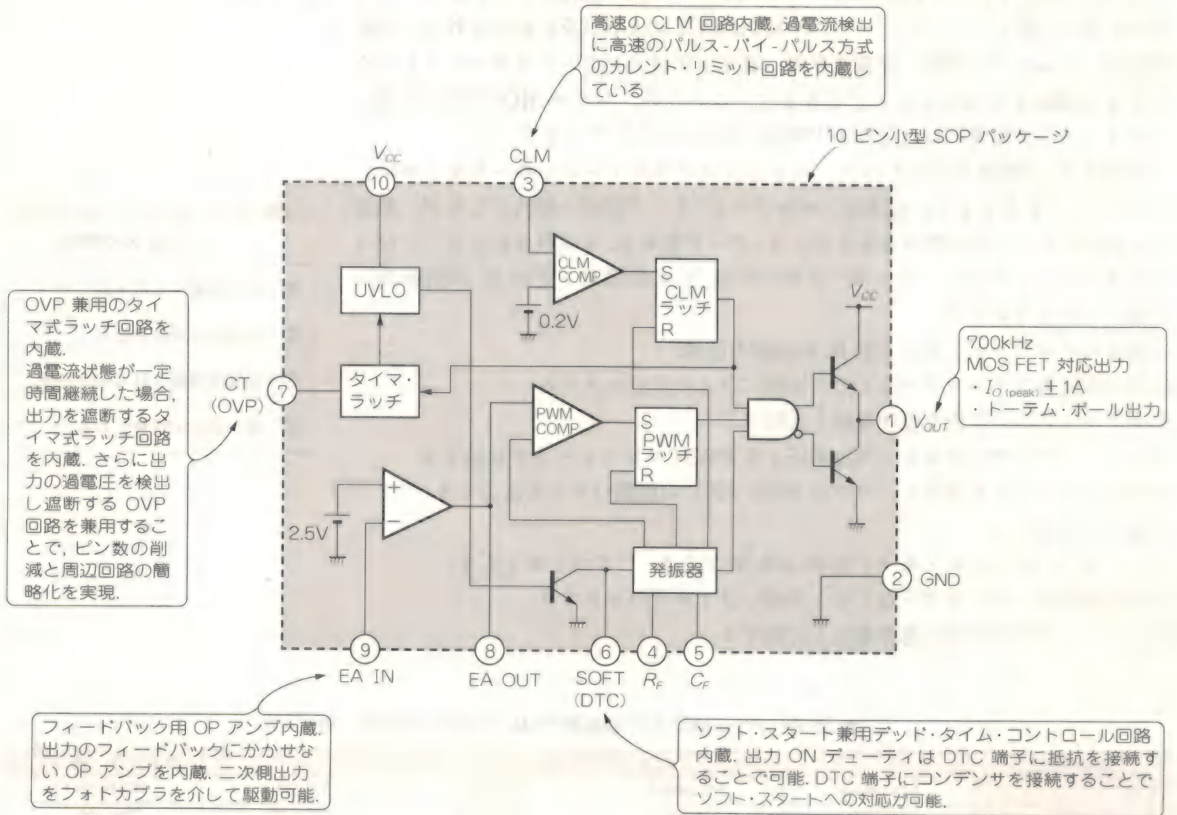 高速の CLM 回路内蔵. 過電流検出
に高速のパルス-バイ-パルス方式
のカレント・リミット回路を内蔵し
ている
10 ピン小型 SOP パッケージ
VCC
10
CLM
3
UVLO
CLM
COMP
0.2V
S
CLM
ラッチ
R
VCC
OVP 兼用のタイ
マ式ラッチ回路を
内蔵.
過電流状態が一定
時間継続した場合,
出力を遮断するタ
イマ式ラッチ回路
を内蔵. さらに出
力の過電圧を検出
し遮断する OVP
回路を兼用するこ
とで, ピン数の削
減と周辺回路の簡
略化を実現.
CT
(OVP)
7
タイマ・
ラッチ
PWM
COMP
S
PWM
ラッチ
R
1
VOUT
700kHz
MOS FET 対応出力
・IO (peak) ± 1A
・トーテム・ポール出力
+
−
2.5V
発振器
2
GND
9
EA IN
8
EA OUT
6
SOFT
(DTC)
4
RF
5
CF
フィードバック用 OP アンプ内蔵.
出力のフィードバックにかかせな
い OP アンプを内蔵. 二次側出力
をフォトカプラを介して駆動可能.
ソフト・スタート兼用デッド・タイム・コントロール回路
内蔵. 出力 ON デューティは DTC 端子に抵抗を接続す
ることで可能. DTC 端子にコンデンサを接続することで
ソフト・スタートへの対応が可能.